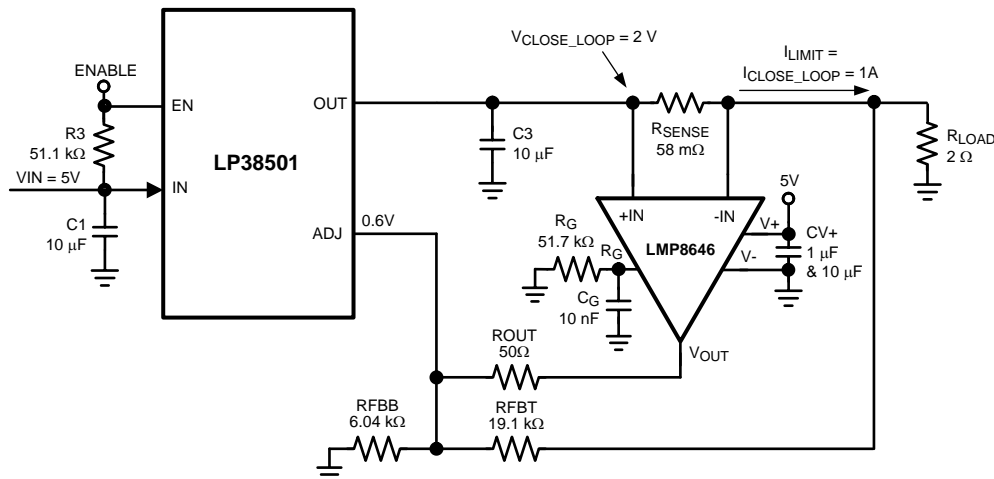 VCLOSE_LOOP = 2 V
ILIMIT =
ICLOSE_LOOP = 1A
ENABLE
EN
OUT
R3
51.1 kΩ
LP38501
C3
10 µF
RSENSE
58 mΩ
RLOAD
2 Ω
VIN = 5V
IN
5V
C1
10 µF
ADJ
0.6V
+IN
-IN
RG
51.7 kΩ
RG
LMP8646
V+
V-
CV+
1 µF
& 10 µF
CG
10 nF
ROUT
50Ω
VOUT
RFBB
6.04 kΩ
RFBT
19.1 kΩ